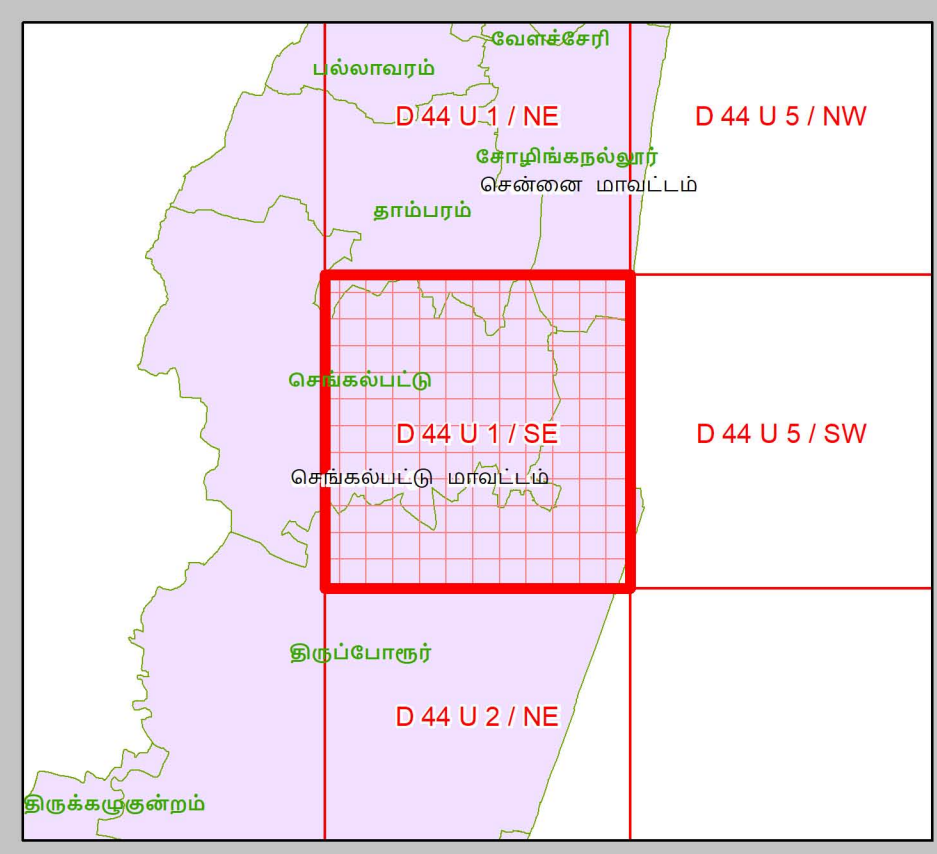 வேளச்சேரி
பல்லாவரம்
D 44 U 1 / NE
D 44 U 5 / NW
சோழிங்கநல்லூர்
சென்னை மாவட்டம்
தாம்பரம்
செங்கல்பட்டு
D 44 U 1 / SE
D 44 U 5 / SW
செங்கல்பட்டு மாவட்டம்
திருப்போரூர்
D 44 U 2 / NE
திருக்கழுகுன்றம்